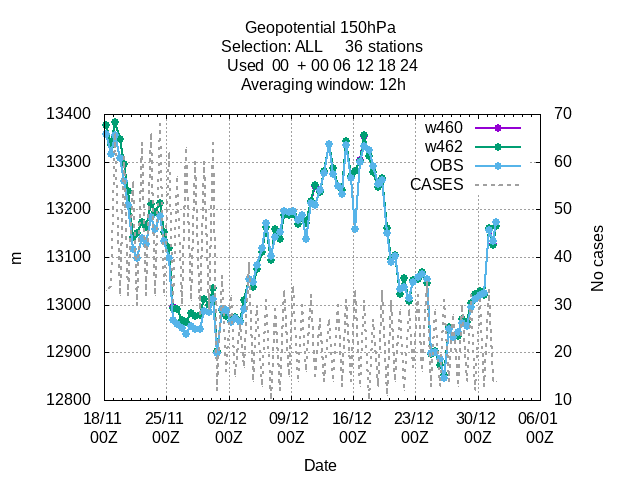 Geopotential 150hPa
Selection: ALL 36 stations
Used 00 + 00 06 12 18 24
Averaging window: 12h
13400
13300
13200
13100
13000
12900
12800
m
70
60
50
40
30
20
10
No cases
w460
w462
OBS
CASES
18/11 25/11 02/12 09/12 16/12 23/12 30/12 06/01
00Z 00Z 00Z 00Z 00Z 00Z 00Z 00Z
Date